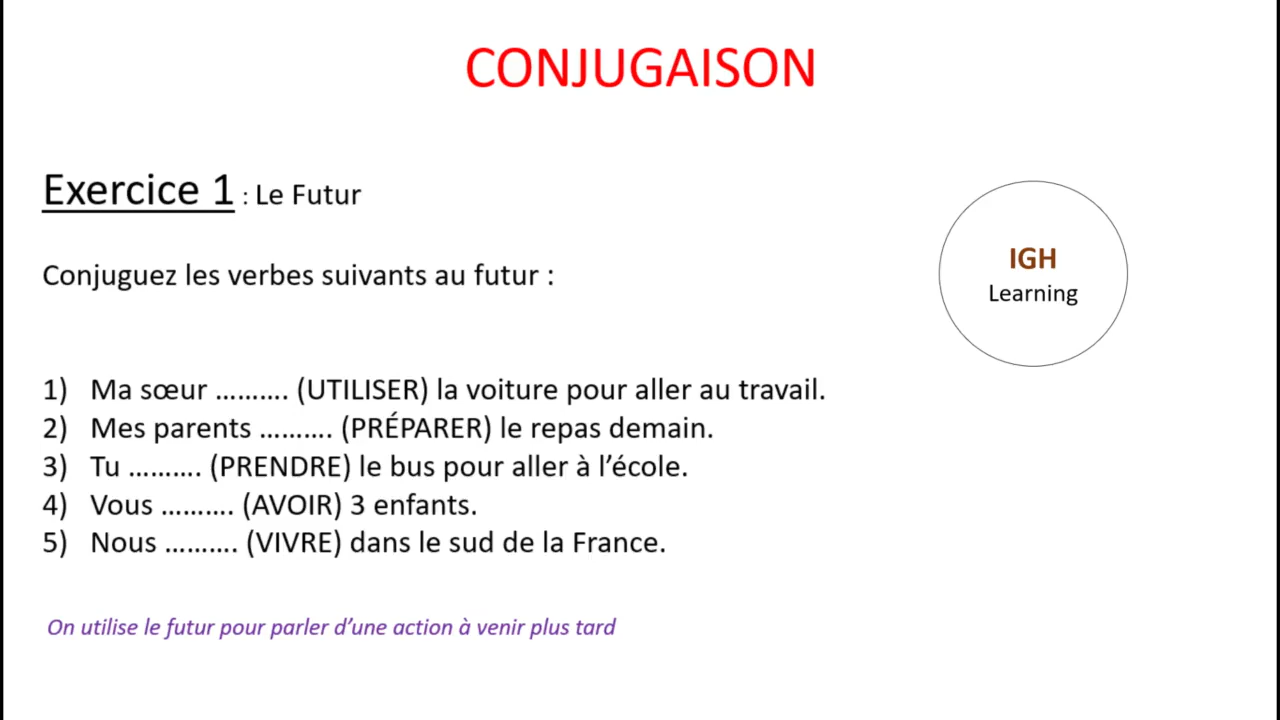 CONJUGAISON
Exercice 1 : Le Futur
Conjuguez les verbes suivants au futur :
IGH
Learning
1) Ma sœur ………. (UTILISER) la voiture pour aller au travail.
2) Mes parents ………. (PRÉPARER) le repas demain.
3) Tu ………. (PRENDRE) le bus pour aller à l’école.
4) Vous ………. (AVOIR) 3 enfants.
5) Nous ………. (VIVRE) dans le sud de la France.
On utilise le futur pour parler d’une action à venir plus tard